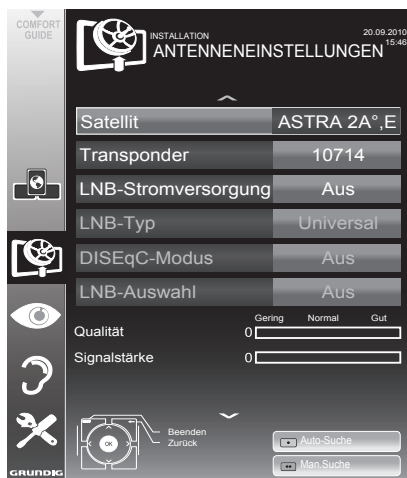 COMFORT
GUIDE
INSTALLATION
ANTENNENEINSTELLUNGEN
20.09.2010
15:46
Satellit ASTRA 2A°,E
Transponder 10714
LNB-Stromversorgung Aus
LNB-Typ Universal
DISEqC-Modus Aus
LNB-Auswahl Aus
Gering Normal Gut
Qualität 0
Signalstärke 0
OK
Beenden
Zurück
Auto-Suche
Man.Suche
GRUNDIG